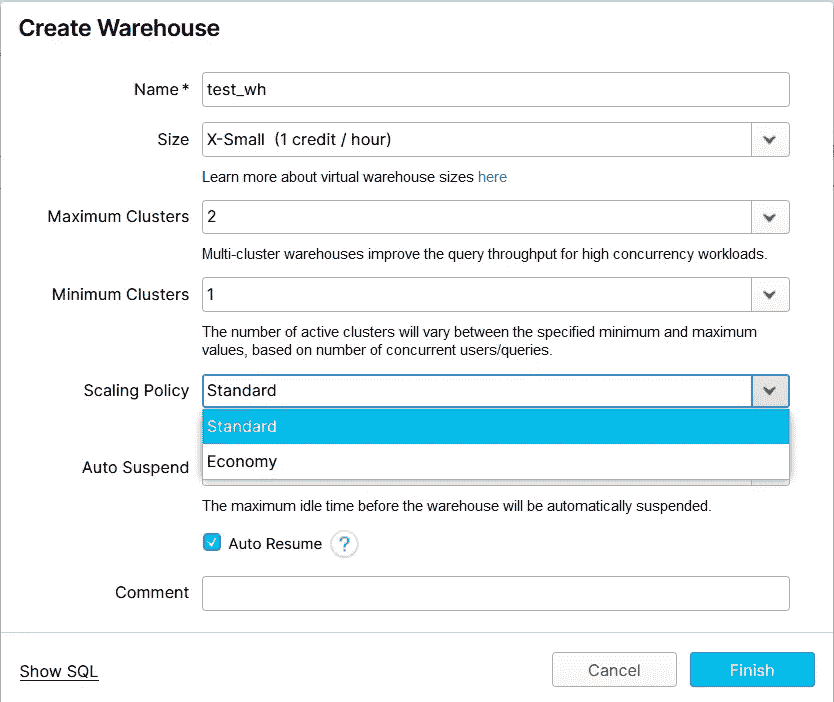 Create Warehouse
Name*
test_wh
Size
X-Small (1 credit / hour)
Learn more about virtual warehouse sizes here
Maximum Clusters
2
Multi-cluster warehouses improve the query throughput for high concurrency workloads.
Minimum Clusters
1
The number of active clusters will vary between the specified minimum and maximum
values, based on number of concurrent users/queries.
Scaling Policy
Standard
Standard
Economy
Auto Suspend
The maximum idle time before the warehouse will be automatically suspended.
Auto Resume ?
Comment
Show SQL
Cancel
Finish